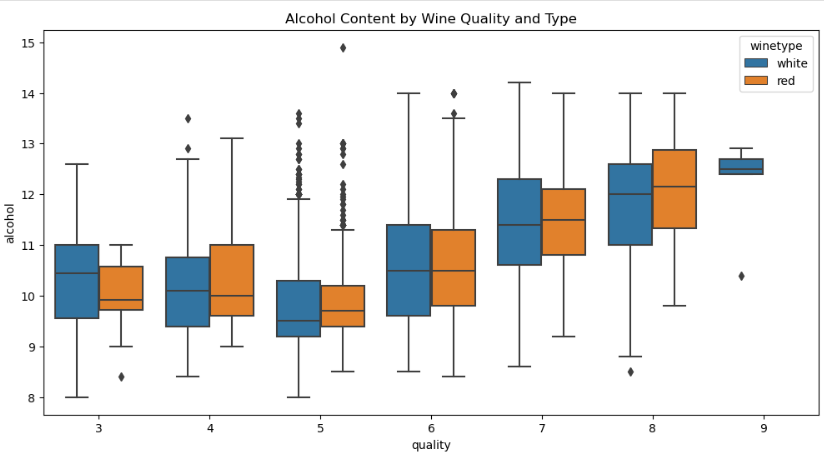 Alcohol Content by Wine Quality and Type
winetype
white
red
alcohol
15
14
13
12
11
10
9
8
3 4 5 6 7 8 9
quality